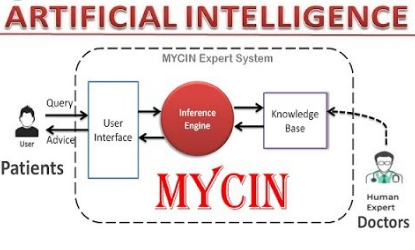 ARTIFICIAL INTELLIGENCE
MYCIN Expert System
Query
User
Advice
Patients
User
Interface
Inference
Engine
Knowledge
Base
MYCIN
Human
Expert
Doctors